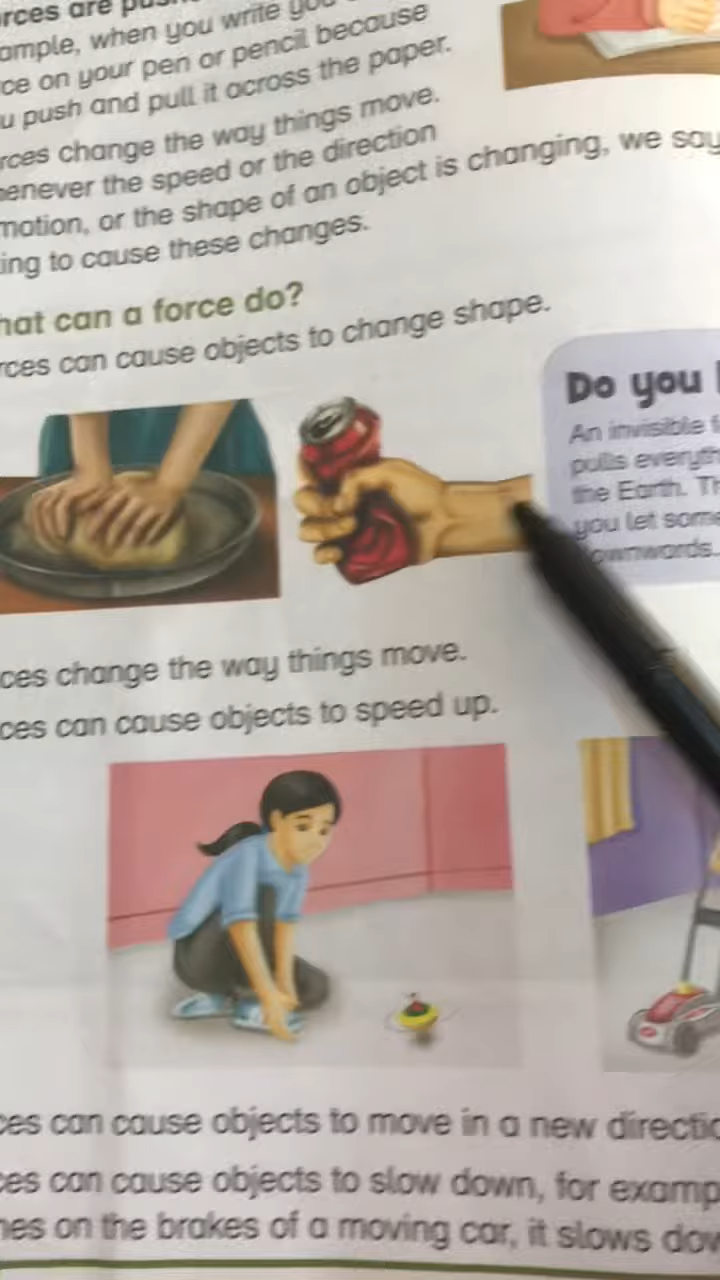 ample, when you write
ce on your pen or pencil because
u push and pull it across the paper.
rces change the way things move.
enever the speed or the direction
motion, or the shape of an object is changing, we say
ing to cause these changes.
hat can a force do?
rces can cause objects to change shape.
Do you
An invisible f
pulls everyth
the Earth. Th
you let some
ownwards.
ces change the way things move.
ces can cause objects to speed up.
ces can cause objects to move in a new directio
ces can cause objects to slow down, for examp
hes on the brakes of a moving car, it slows dow